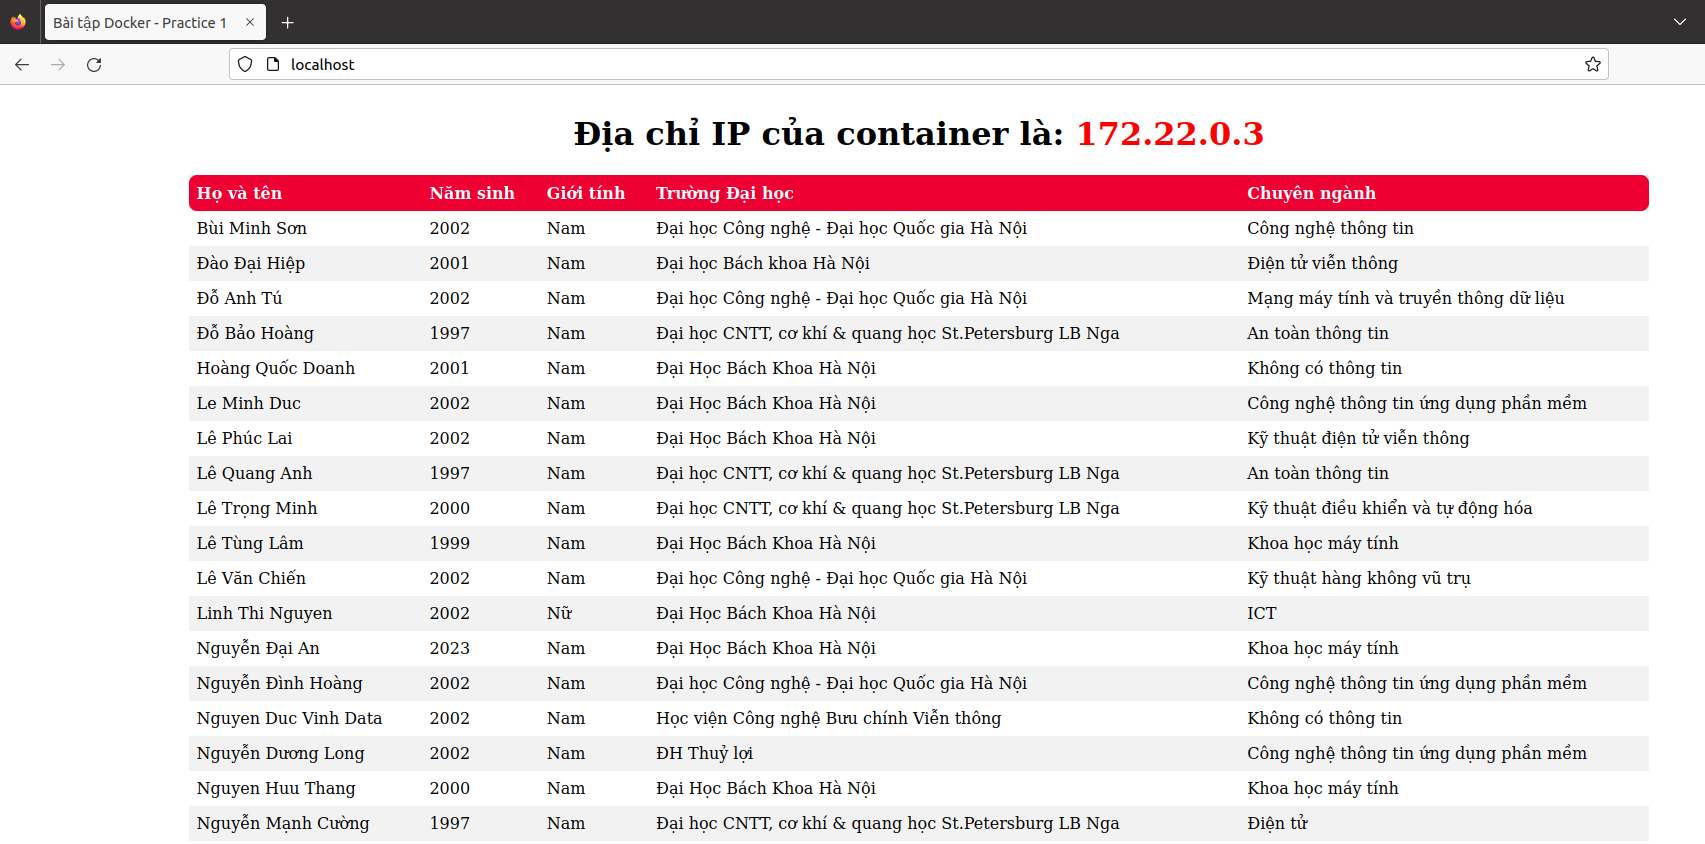 Bài tập Docker - Practice 1
localhost
Địa chỉ IP của container là: 172.22.0.3
Họ và tên Năm sinh Giới tính Trường Đại học Chuyên ngành
Bùi Minh Sơn 2002 Nam Đại học Công nghệ - Đại học Quốc gia Hà Nội Công nghệ thông tin
Đào Đại Hiệp 2001 Nam Đại học Bách khoa Hà Nội Điện tử viễn thông
Đỗ Anh Tú 2002 Nam Đại học Công nghệ - Đại học Quốc gia Hà Nội Mạng máy tính và truyền thông dữ liệu
Đỗ Bảo Hoàng 1997 Nam Đại học CNTT, cơ khí & quang học St.Petersburg LB Nga An toàn thông tin
Hoàng Quốc Doanh 2001 Nam Đại Học Bách Khoa Hà Nội Không có thông tin
Le Minh Duc 2002 Nam Đại Học Bách Khoa Hà Nội Công nghệ thông tin ứng dụng phần mềm
Lê Phúc Lai 2002 Nam Đại Học Bách Khoa Hà Nội Kỹ thuật điện tử viễn thông
Lê Quang Anh 1997 Nam Đại học CNTT, cơ khí & quang học St.Petersburg LB Nga An toàn thông tin
Lê Trọng Minh 2000 Nam Đại học CNTT, cơ khí & quang học St.Petersburg LB Nga Kỹ thuật điều khiển và tự động hóa
Lê Tùng Lâm 1999 Nam Đại Học Bách Khoa Hà Nội Khoa học máy tính
Lê Văn Chiến 2002 Nam Đại học Công nghệ - Đại học Quốc gia Hà Nội Kỹ thuật hàng không vũ trụ
Linh Thi Nguyen 2002 Nữ Đại Học Bách Khoa Hà Nội ICT
Nguyễn Đại An 2023 Nam Đại Học Bách Khoa Hà Nội Khoa học máy tính
Nguyễn Đình Hoàng 2002 Nam Đại học Công nghệ - Đại học Quốc gia Hà Nội Công nghệ thông tin ứng dụng phần mềm
Nguyen Duc Vinh Data 2002 Nam Học viện Công nghệ Bưu chính Viễn thông Không có thông tin
Nguyễn Dương Long 2002 Nam ĐH Thuỷ lợi Công nghệ thông tin ứng dụng phần mềm
Nguyen Huu Thang 2000 Nam Đại Học Bách Khoa Hà Nội Khoa học máy tính
Nguyễn Mạnh Cường 1997 Nam Đại học CNTT, cơ khí & quang học St.Petersburg LB Nga Điện tử